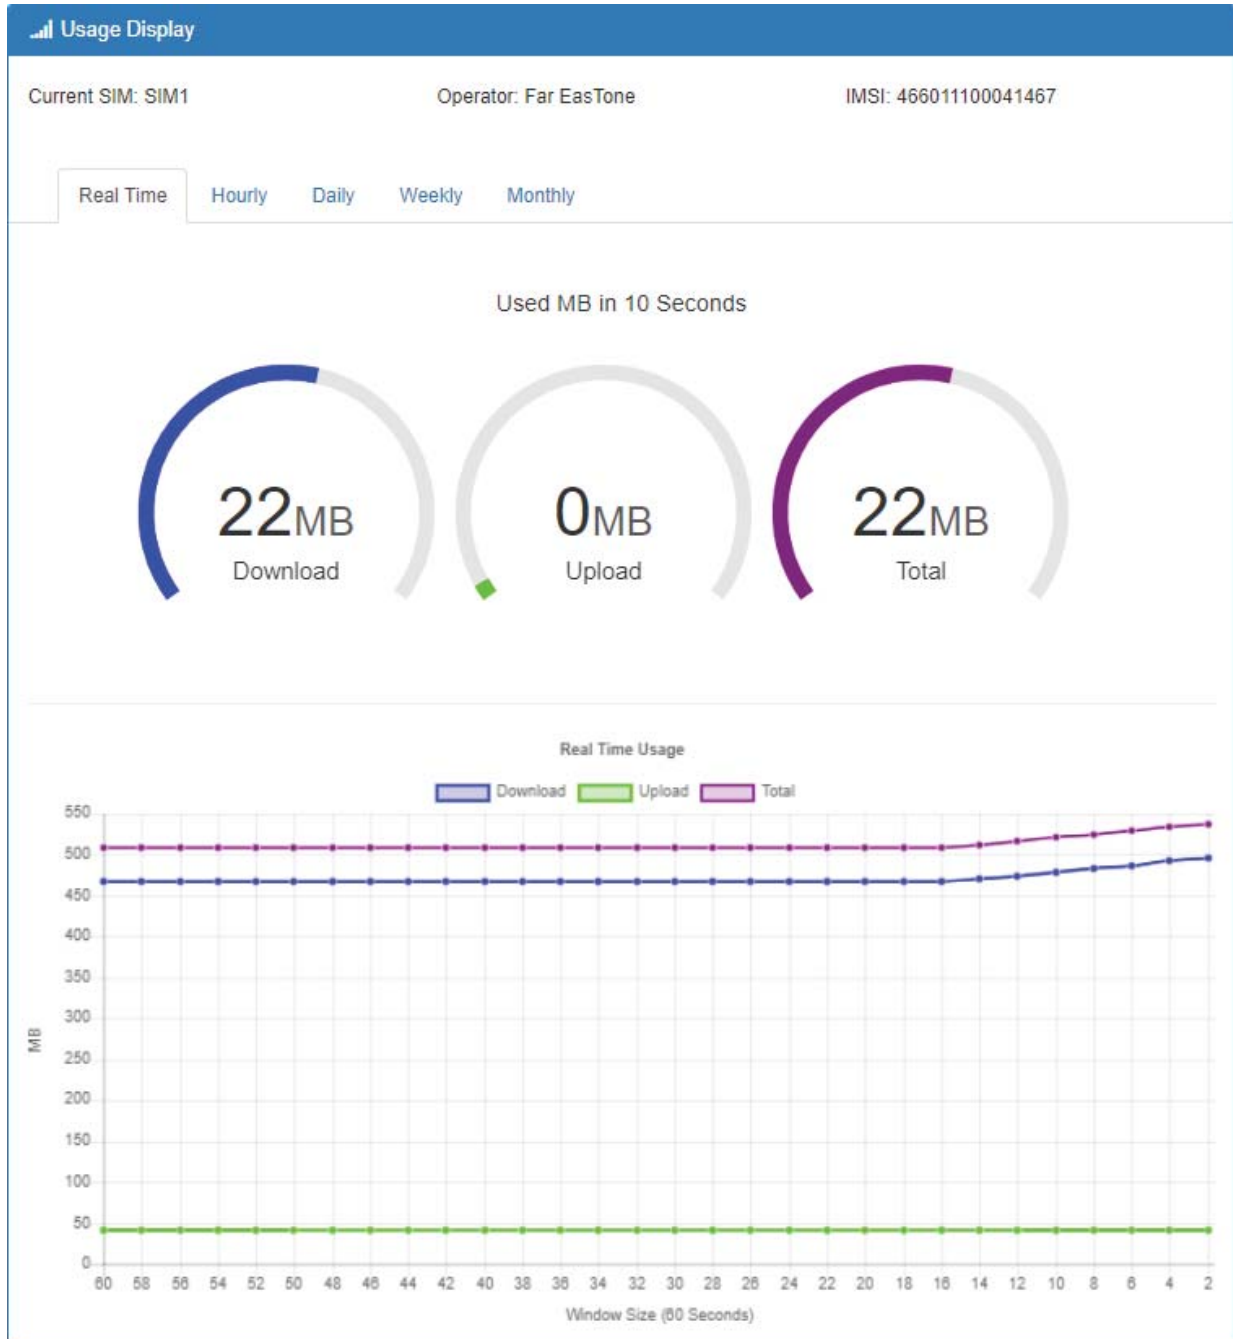 Usage Display
Current SIM: SIM1 Operator: Far EasTone IMSI: 466011100041467
Real Time Hourly Daily Weekly Monthly
Used MB in 10 Seconds
22MB 0MB 22MB
Download Upload Total
Real Time Usage
Download Upload Total
550
500
450
400
350
300
250
200
150
100
50
0
MB
60 58 56 54 52 50 48 46 44 42 40 38 36 34 32 30 28 26 24 22 20 18 16 14 12 10 8 6 4 2
Window Size (60 Seconds)